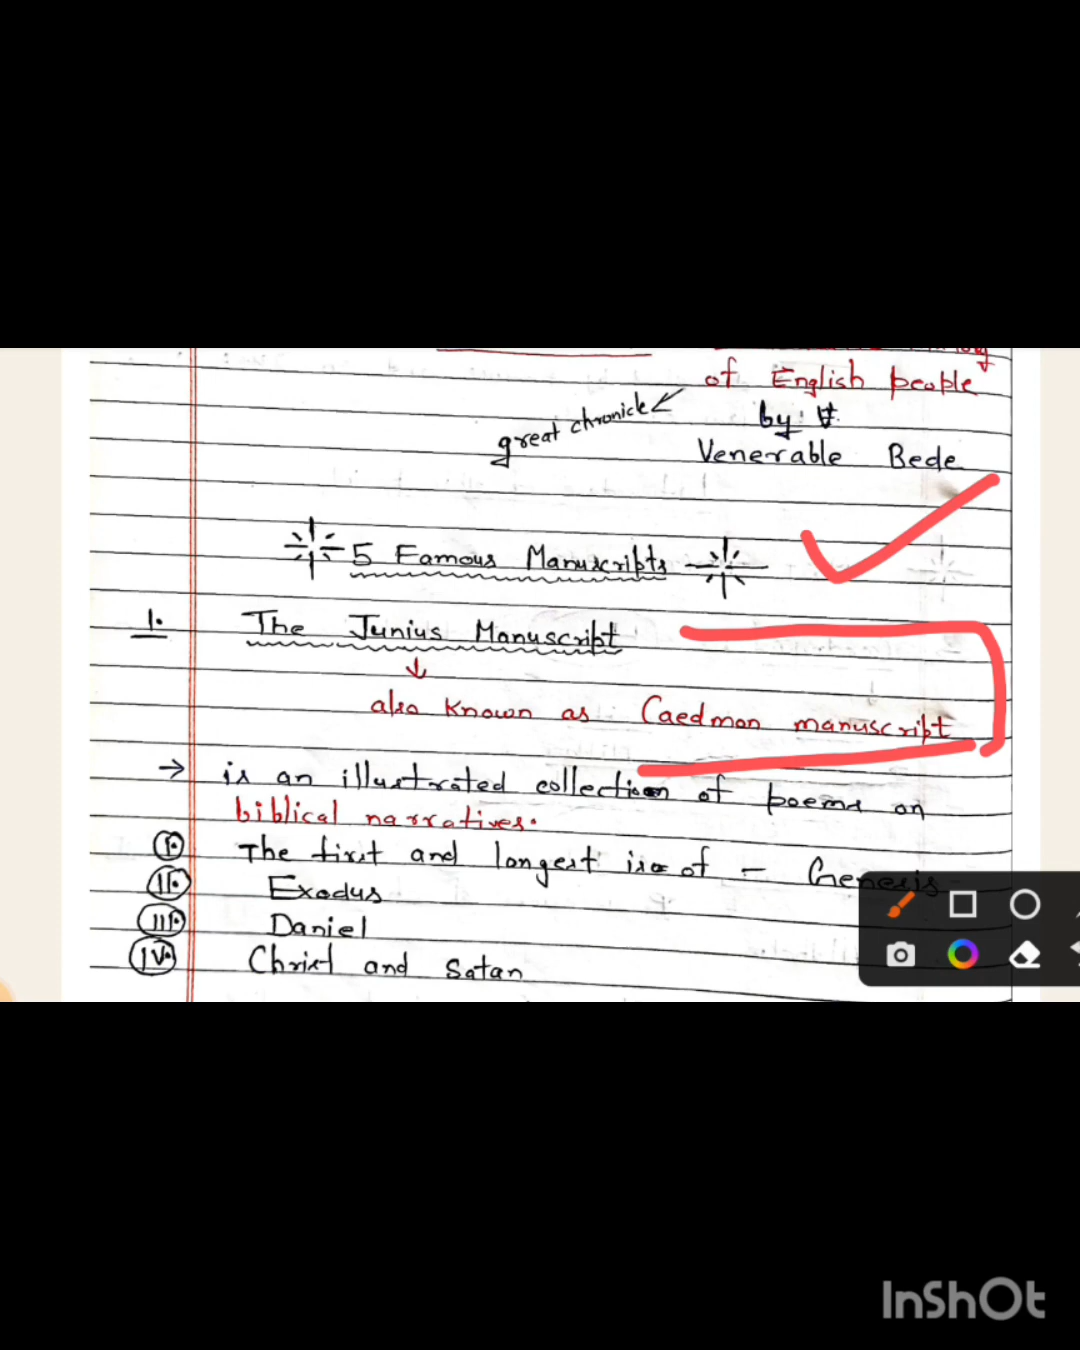 of English people
great chronicle
by
Venerable Bede
5 Famous Manuscripts
1. The Junius Manuscript
also known as Caedmon manuscript
→ is an illustrated collection of poems on
biblical narratives.
I. The first and longest is of – Genesis
II. Exodus
III. Daniel
IV. Christ and Satan
InShOt